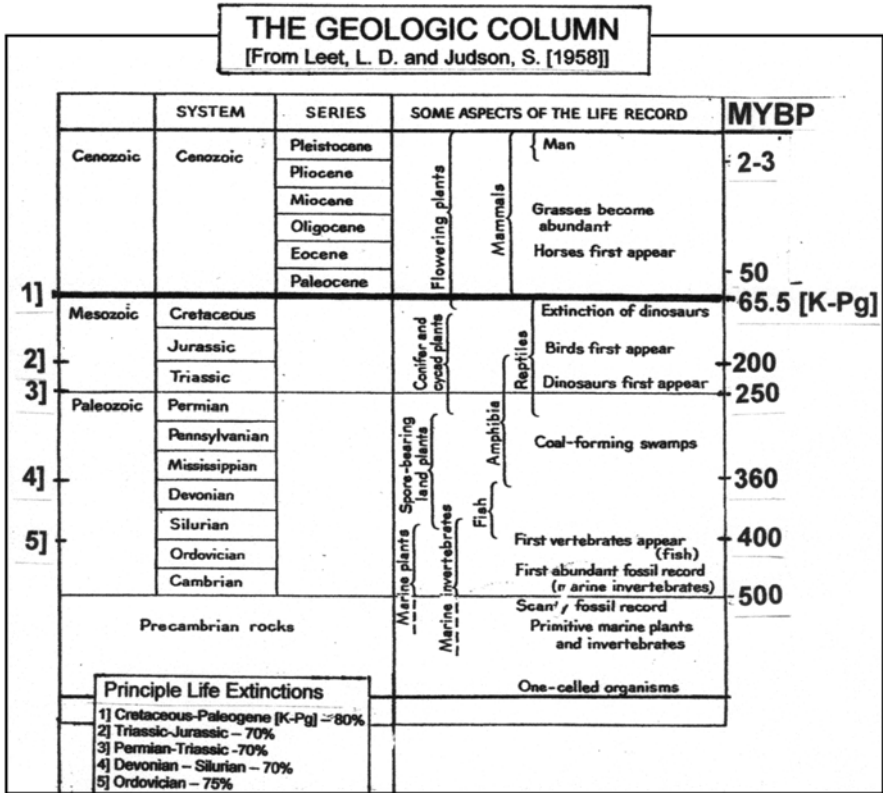 THE GEOLOGIC COLUMN
[From Leet, L. D. and Judson, S. [1958]]
SYSTEM
SERIES
SOME ASPECTS OF THE LIFE RECORD
MYBP
Cenozoic
Cenozoic
Pleistocene
Pliocene
Miocene
Oligocene
Eocene
Paleocene
Flowering plants
Mammals
Man
Grasses become
abundant
Horses first appear
2-3
50
1]
65.5 [K-Pg]
Mesozoic
Cretaceous
Jurassic
Triassic
Conifer and
cycad plants
Reptiles
Extinction of dinosaurs
Birds first appear
Dinosaurs first appear
2]
200
3]
250
Paleozoic
Permian
Pennsylvanian
Mississippian
Devonian
Silurian
Ordovician
Cambrian
Spore-bearing
land plants
Amphibia
Fish
Marine plants
Marine invertebrates
Coal-forming swamps
4]
360
5]
400
First vertebrates appear
(fish)
First abundant fossil record
(marine invertebrates)
500
Scanty fossil record
Precambrian rocks
Primitive marine plants
and invertebrates
One-celled organisms
Principle Life Extinctions
1] Cretaceous-Paleogene [K-Pg] – 80%
2] Triassic-Jurassic – 70%
3] Permian-Triassic -70%
4] Devonian – Silurian – 70%
5] Ordovician – 75%